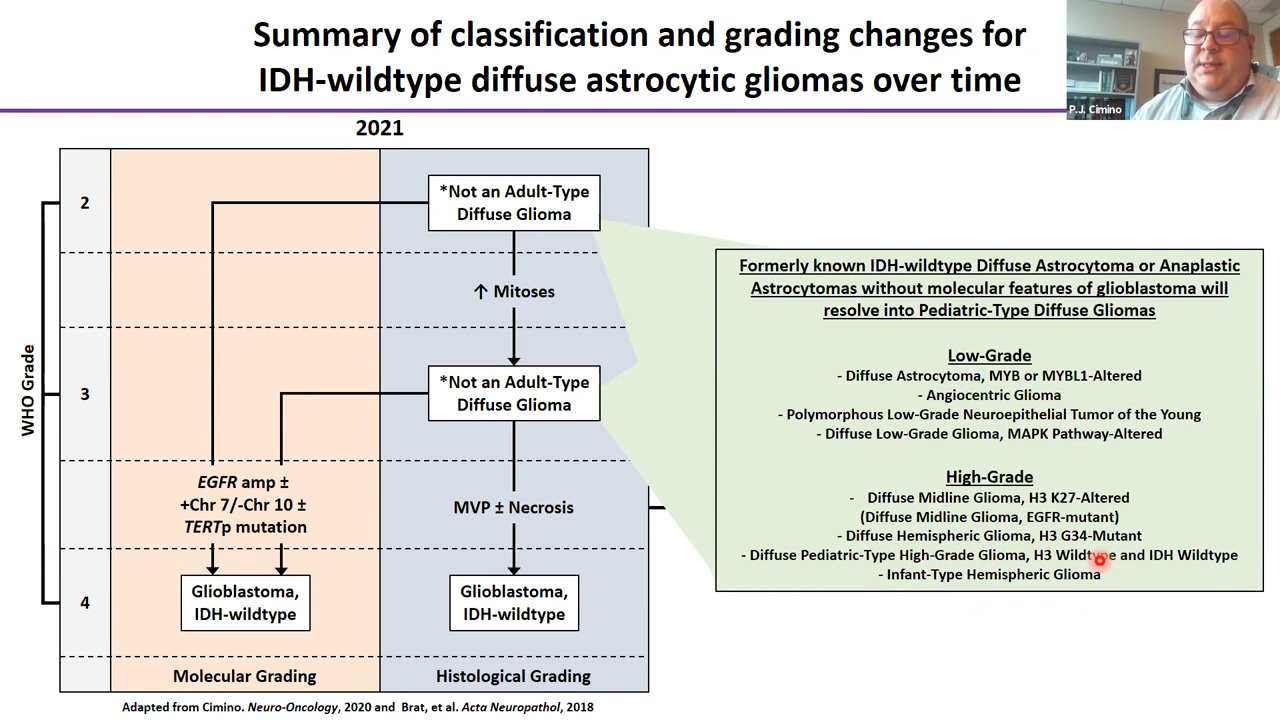 Summary of classification and grading changes for
IDH-wildtype diffuse astrocytic gliomas over time
P.J. Cimino
2021
WHO Grade
2
3
4
*Not an Adult-Type
Diffuse Glioma
↑ Mitoses
*Not an Adult-Type
Diffuse Glioma
EGFR amp ±
+Chr 7/-Chr 10 ±
TERTp mutation
MVP ± Necrosis
Glioblastoma,
IDH-wildtype
Glioblastoma,
IDH-wildtype
Molecular Grading
Histological Grading
Adapted from Cimino. Neuro-Oncology, 2020 and Brat, et al. Acta Neuropathol, 2018
Formerly known IDH-wildtype Diffuse Astrocytoma or Anaplastic
Astrocytomas without molecular features of glioblastoma will
resolve into Pediatric-Type Diffuse Gliomas
Low-Grade
- Diffuse Astrocytoma, MYB or MYBL1-Altered
- Angiocentric Glioma
- Polymorphous Low-Grade Neuroepithelial Tumor of the Young
- Diffuse Low-Grade Glioma, MAPK Pathway-Altered
High-Grade
- Diffuse Midline Glioma, H3 K27-Altered
(Diffuse Midline Glioma, EGFR-mutant)
- Diffuse Hemispheric Glioma, H3 G34-Mutant
- Diffuse Pediatric-Type High-Grade Glioma, H3 Wildtype and IDH Wildtype
- Infant-Type Hemispheric Glioma